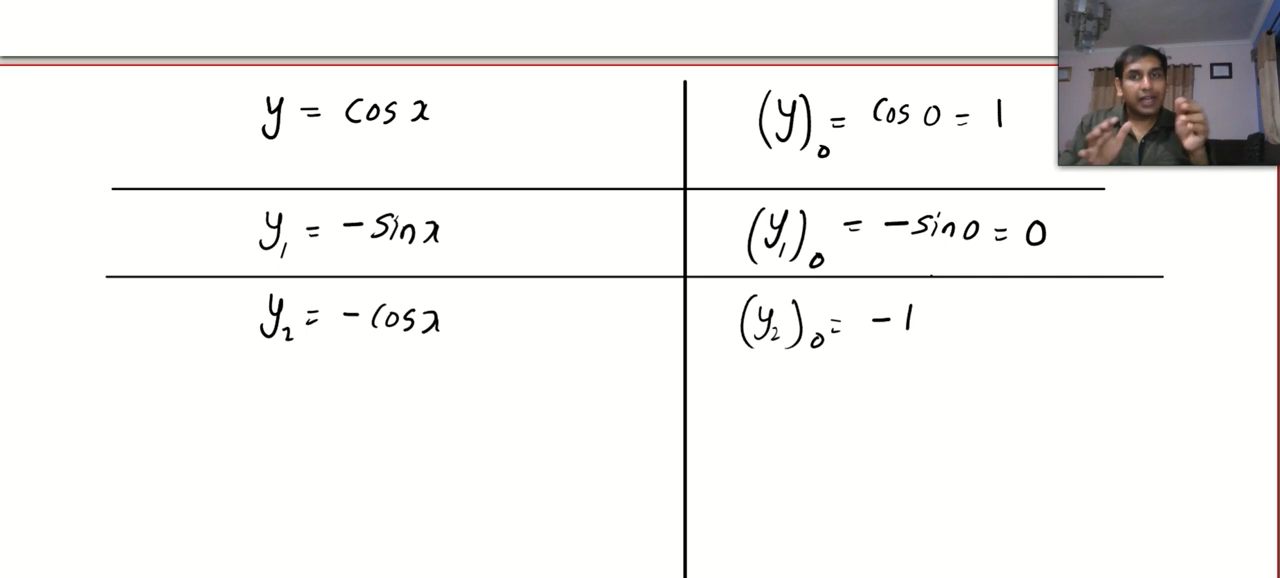 y = cos x
(y)₀ = cos 0 = 1
y₁ = -sin x
(y₁)₀ = -sin 0 = 0
y₂ = -cos x
(y₂)₀ = -1